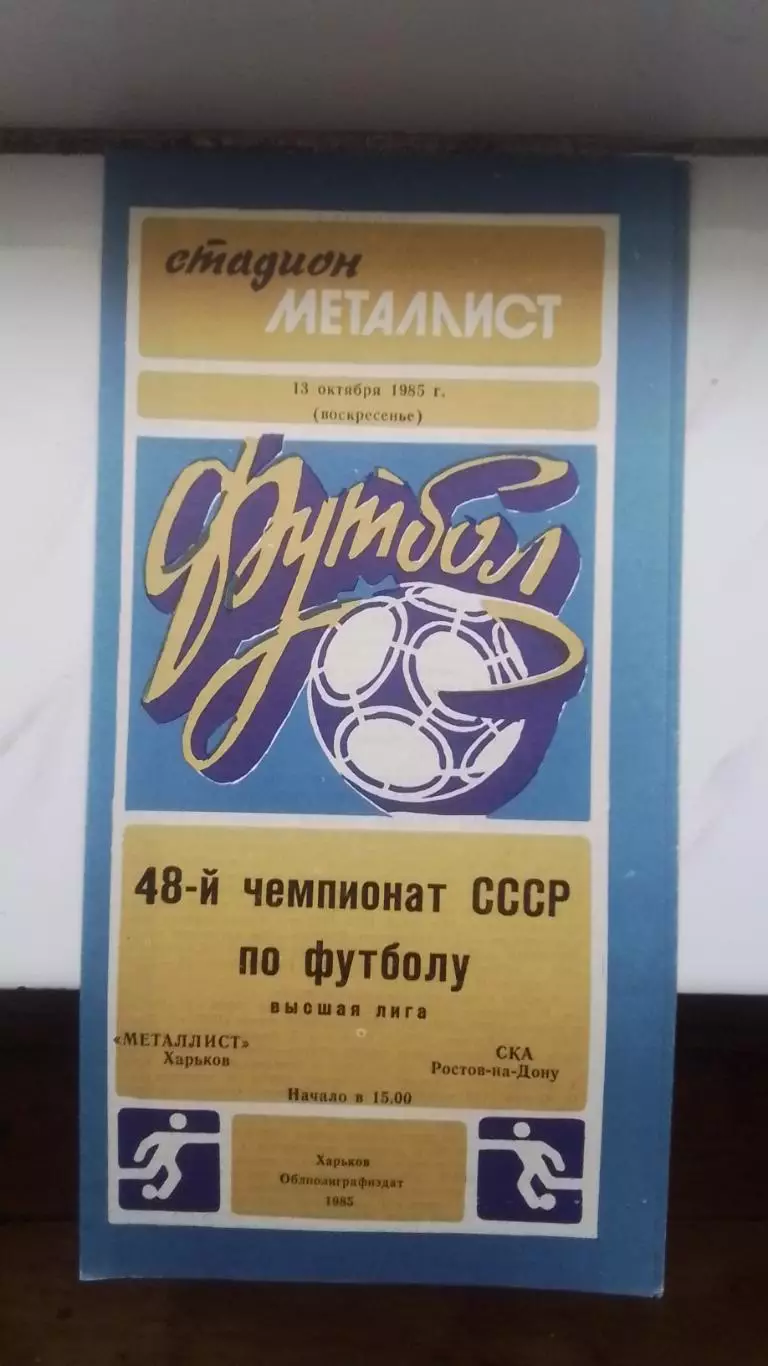 стадион
МЕТАЛЛИСТ
13 октября 1985 г.
(воскресенье)
Футбол
48-й чемпионат СССР
по футболу
высшая лига
«МЕТАЛЛИСТ»
Харьков
СКА
Ростов-на-Дону
Начало в 15.00
Харьков
Облполиграфиздат
1985